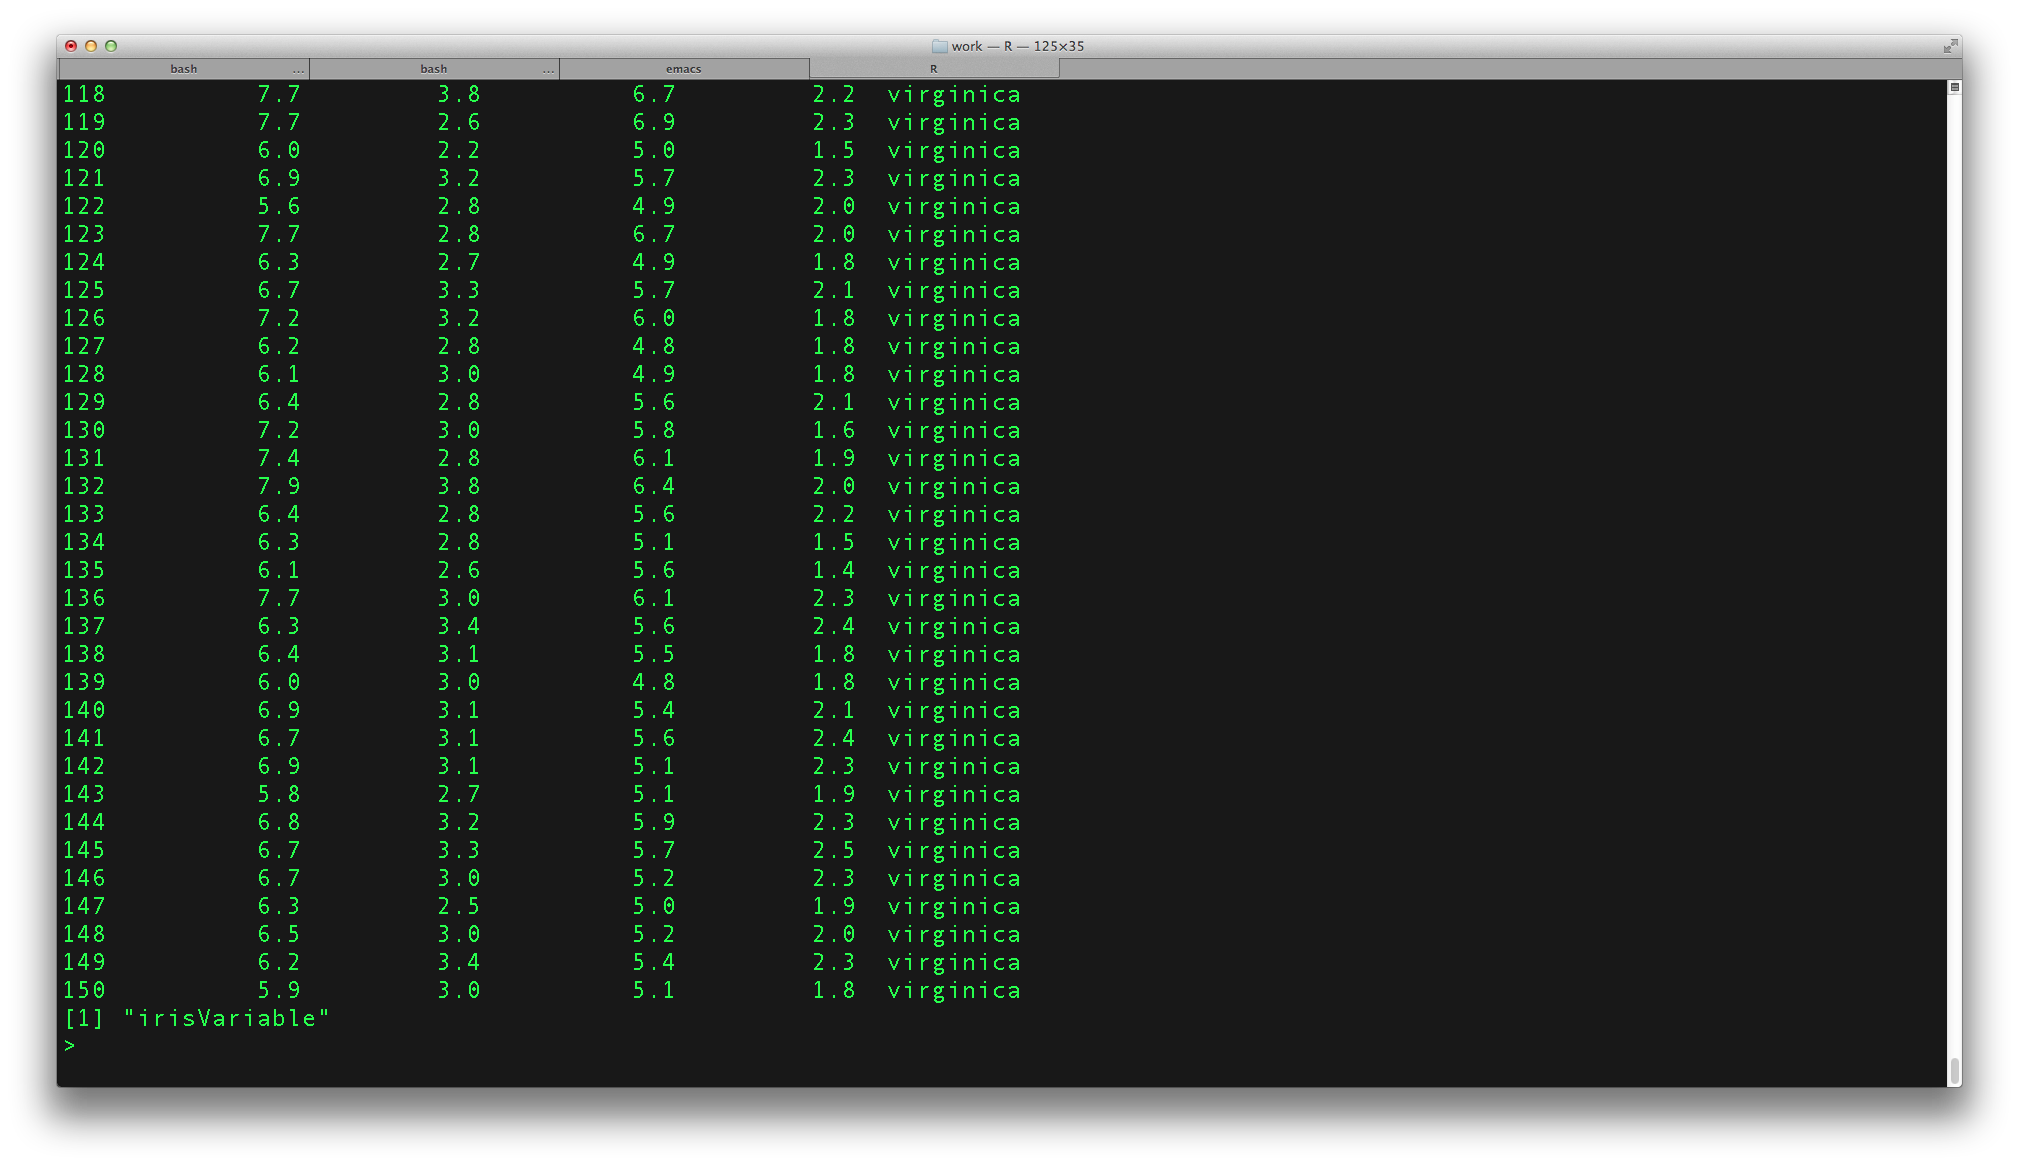 work — R — 125×35
bash ... bash ... emacs R
118 7.7 3.8 6.7 2.2 virginica
119 7.7 2.6 6.9 2.3 virginica
120 6.0 2.2 5.0 1.5 virginica
121 6.9 3.2 5.7 2.3 virginica
122 5.6 2.8 4.9 2.0 virginica
123 7.7 2.8 6.7 2.0 virginica
124 6.3 2.7 4.9 1.8 virginica
125 6.7 3.3 5.7 2.1 virginica
126 7.2 3.2 6.0 1.8 virginica
127 6.2 2.8 4.8 1.8 virginica
128 6.1 3.0 4.9 1.8 virginica
129 6.4 2.8 5.6 2.1 virginica
130 7.2 3.0 5.8 1.6 virginica
131 7.4 2.8 6.1 1.9 virginica
132 7.9 3.8 6.4 2.0 virginica
133 6.4 2.8 5.6 2.2 virginica
134 6.3 2.8 5.1 1.5 virginica
135 6.1 2.6 5.6 1.4 virginica
136 7.7 3.0 6.1 2.3 virginica
137 6.3 3.4 5.6 2.4 virginica
138 6.4 3.1 5.5 1.8 virginica
139 6.0 3.0 4.8 1.8 virginica
140 6.9 3.1 5.4 2.1 virginica
141 6.7 3.1 5.6 2.4 virginica
142 6.9 3.1 5.1 2.3 virginica
143 5.8 2.7 5.1 1.9 virginica
144 6.8 3.2 5.9 2.3 virginica
145 6.7 3.3 5.7 2.5 virginica
146 6.7 3.0 5.2 2.3 virginica
147 6.3 2.5 5.0 1.9 virginica
148 6.5 3.0 5.2 2.0 virginica
149 6.2 3.4 5.4 2.3 virginica
150 5.9 3.0 5.1 1.8 virginica
[1] "irisVariable"
>